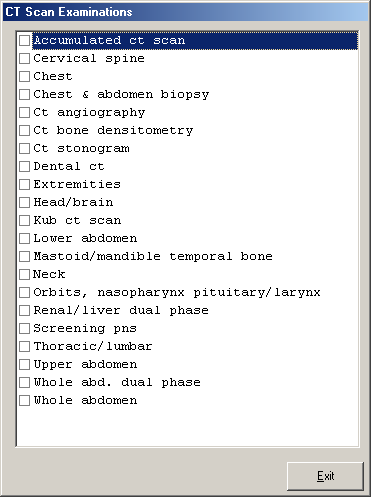 CT Scan Examinations
Accumulated ct scan
Cervical spine
Chest
Chest & abdomen biopsy
Ct angiography
Ct bone densitometry
Ct stonogram
Dental ct
Extremities
Head/brain
Kub ct scan
Lower abdomen
Mastoid/mandible temporal bone
Neck
Orbits, nasopharynx pituitary/larynx
Renal/liver dual phase
Screening pns
Thoracic/lumbar
Upper abdomen
Whole abd. dual phase
Whole abdomen
Exit